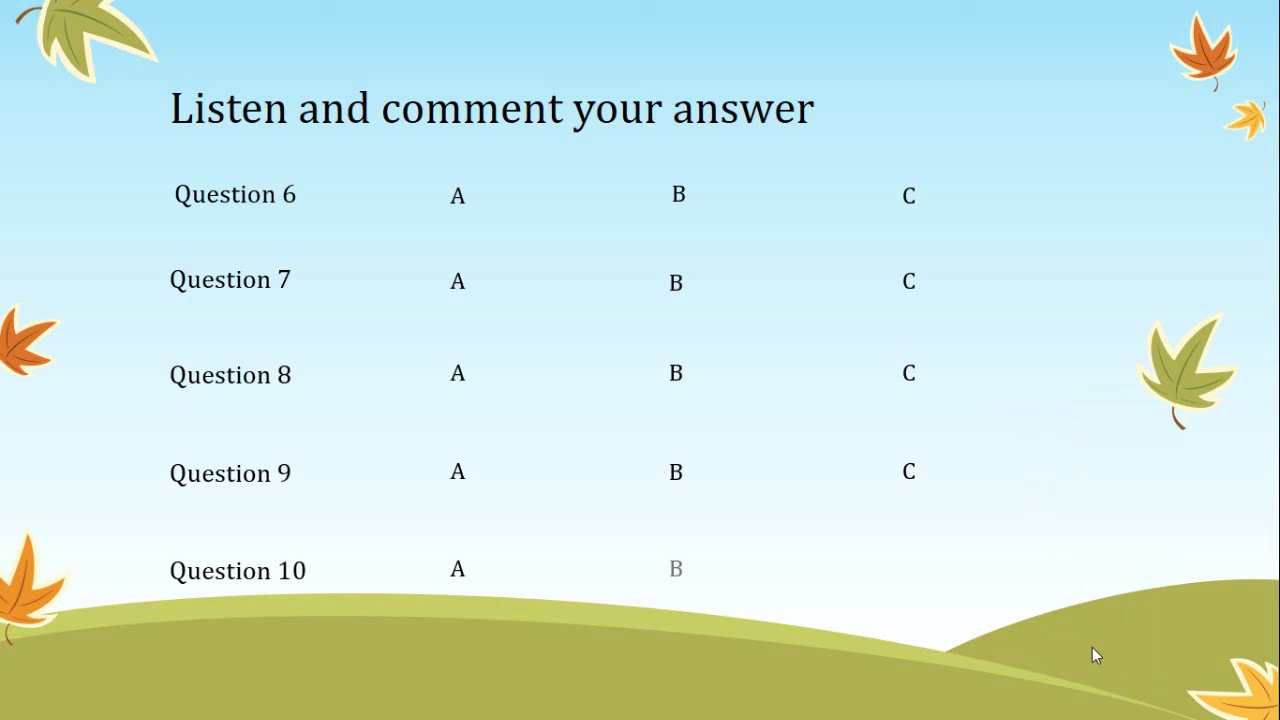 Listen and comment your answer
Question 6 A B C
Question 7 A B C
Question 8 A B C
Question 9 A B C
Question 10 A B